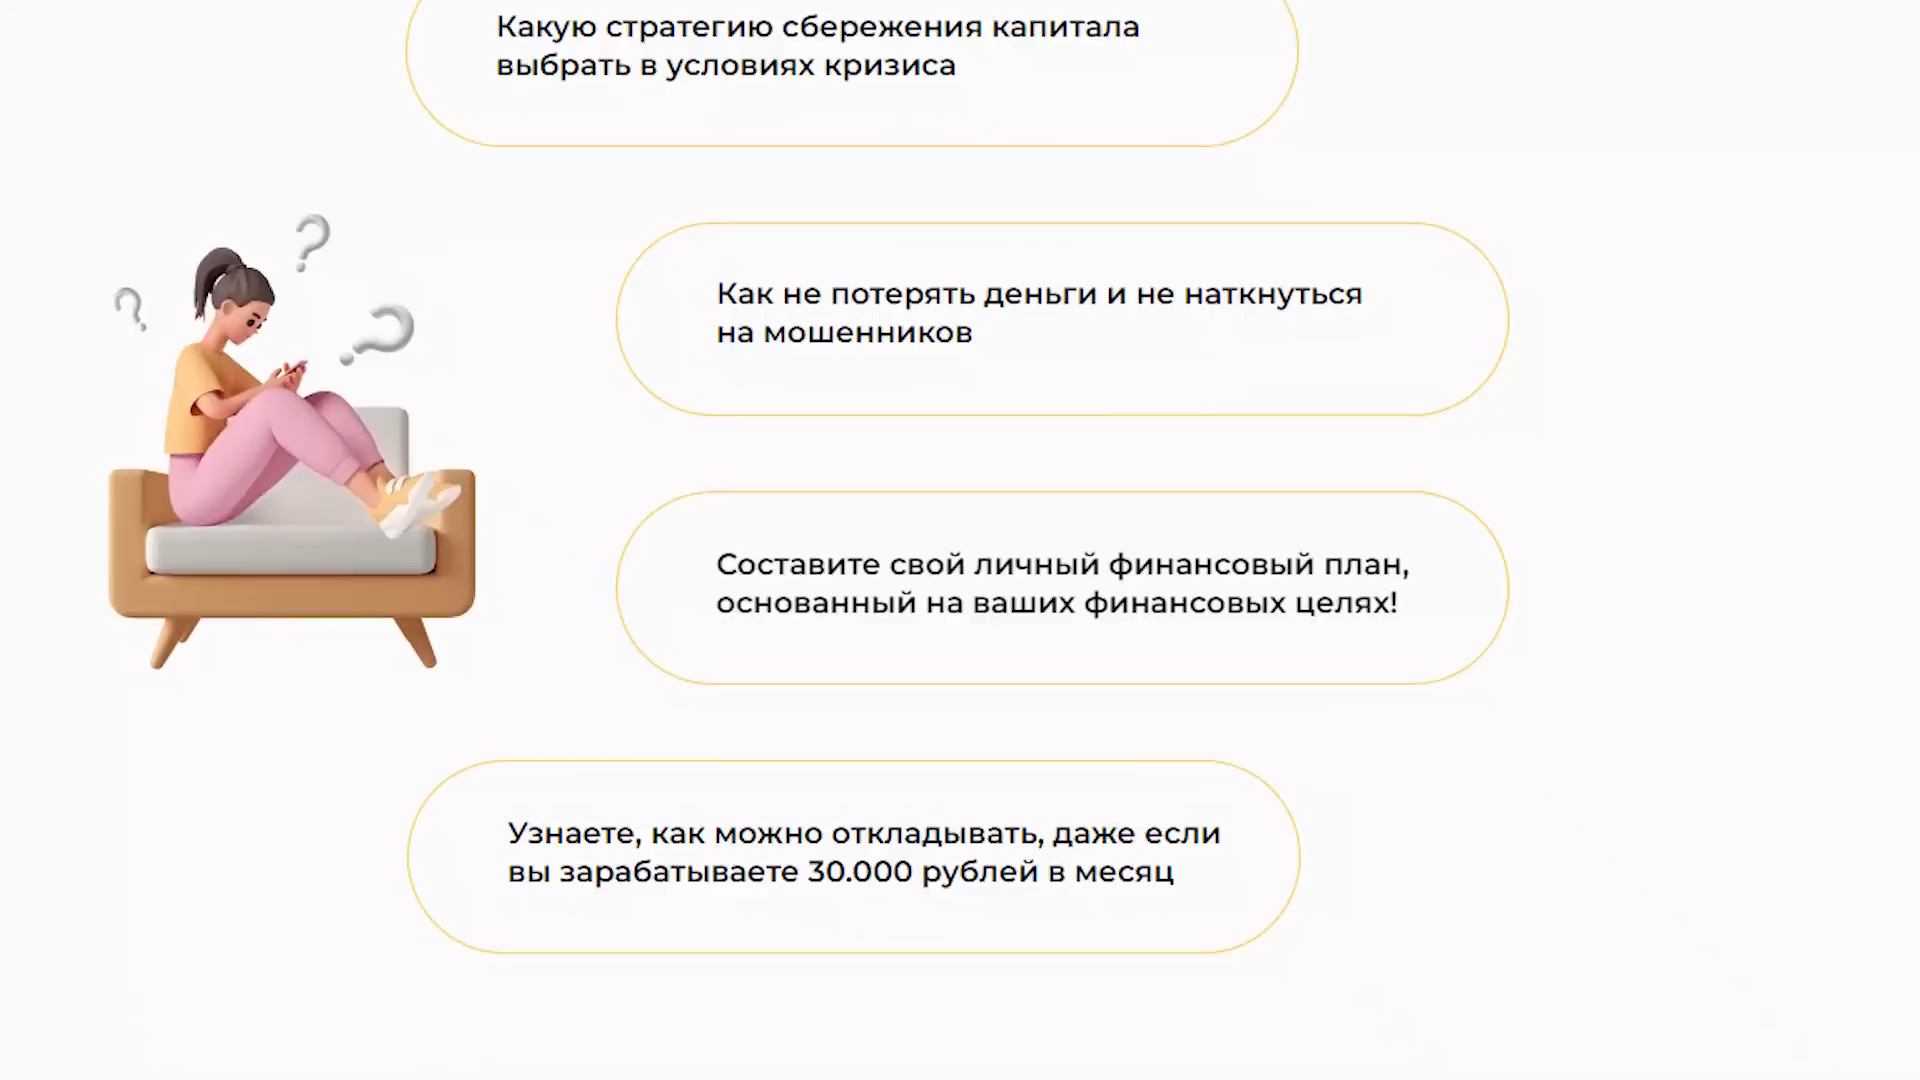 Какую стратегию сбережения капитала
выбрать в условиях кризиса
Как не потерять деньги и не наткнуться
на мошенников
Составите свой личный финансовый план,
основанный на ваших финансовых целях!
Узнаете, как можно откладывать, даже если
вы зарабатываете 30.000 рублей в месяц